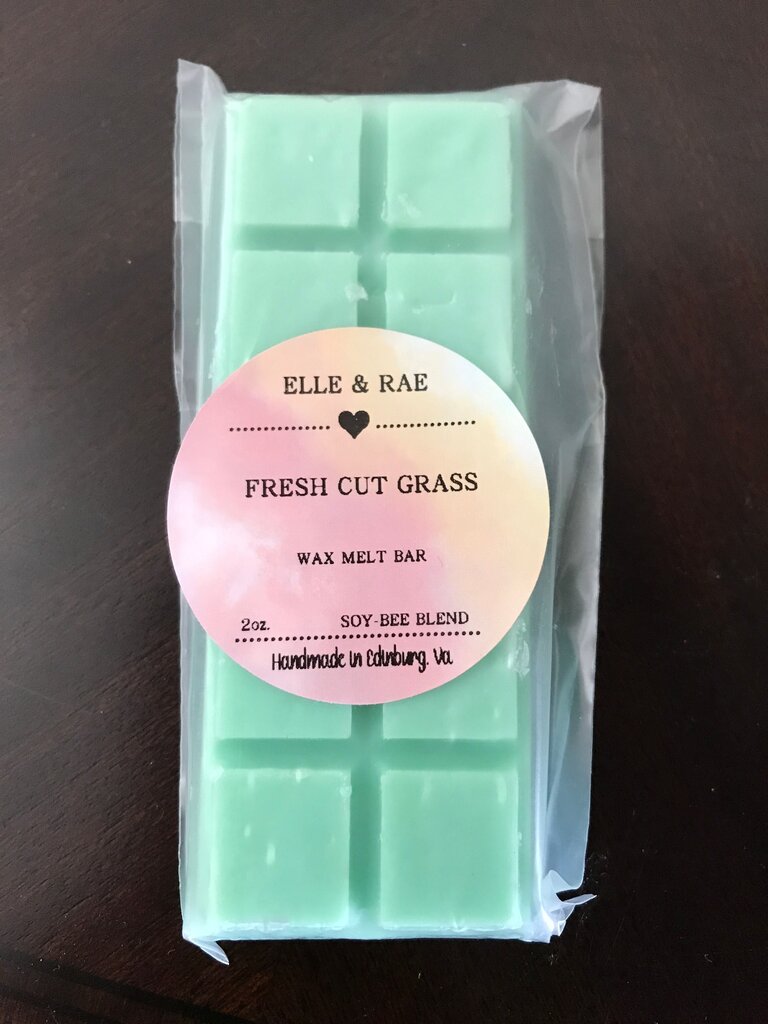 ELLE & RAE
FRESH CUT GRASS
WAX MELT BAR
2oz. SOY-BEE BLEND
Handmade in Edinburg, Va